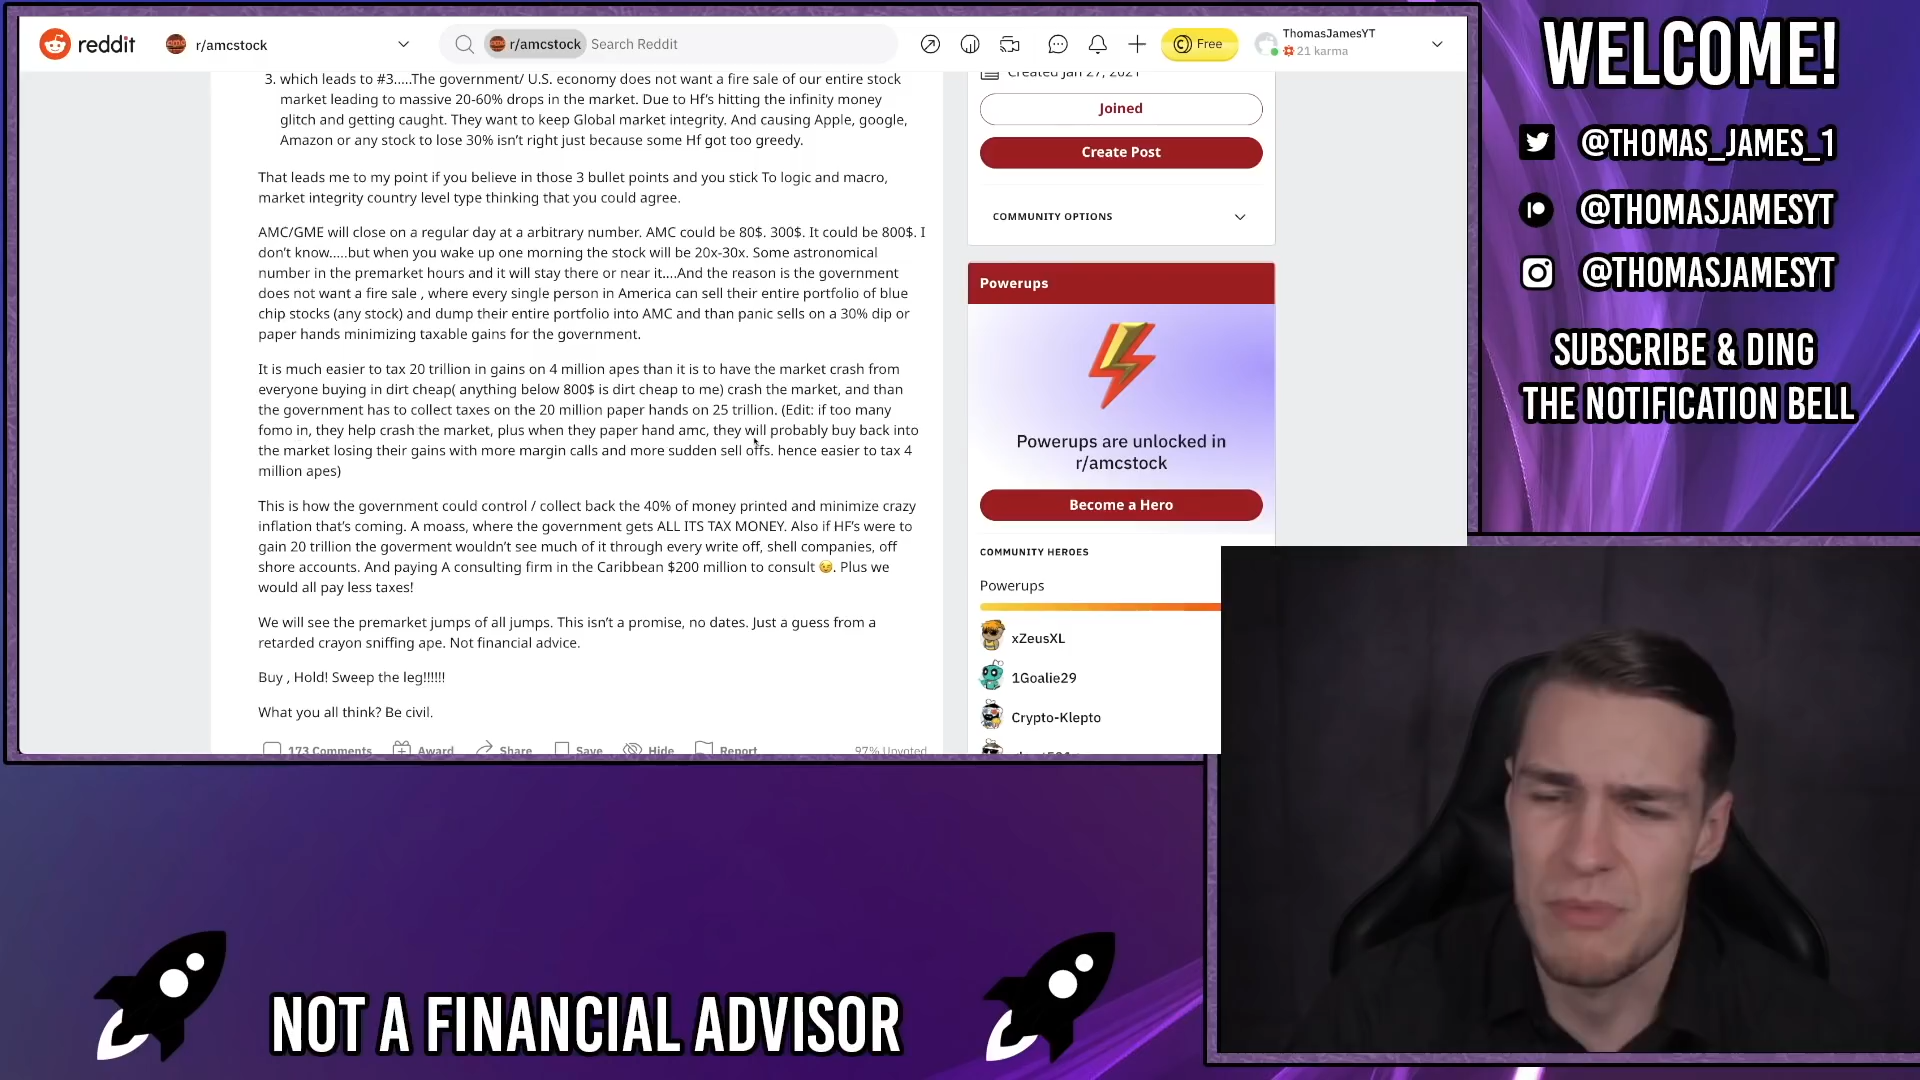 reddit
r/amcstock
r/amcstock Search Reddit
Free
ThomasJamesYT
21 karma
3. which leads to #3.....The government/ U.S. economy does not want a fire sale of our entire stock
market leading to massive 20-60% drops in the market. Due to Hf's hitting the infinity money
glitch and getting caught. They want to keep Global market integrity. And causing Apple, google,
Amazon or any stock to lose 30% isn't right just because some Hf got too greedy.
That leads me to my point if you believe in those 3 bullet points and you stick To logic and macro,
market integrity country level type thinking that you could agree.
AMC/GME will close on a regular day at a arbitrary number. AMC could be 80$. 300$. It could be 800$. I
don't know.....but when you wake up one morning the stock will be 20x-30x. Some astronomical
number in the premarket hours and it will stay there or near it....And the reason is the government
does not want a fire sale , where every single person in America can sell their entire portfolio of blue
chip stocks (any stock) and dump their entire portfolio into AMC and than panic sells on a 30% dip or
paper hands minimizing taxable gains for the government.
It is much easier to tax 20 trillion in gains on 4 million apes than it is to have the market crash from
everyone buying in dirt cheap( anything below 800$ is dirt cheap to me) crash the market, and than
the government has to collect taxes on the 20 million paper hands on 25 trillion. (Edit: if too many
fomo in, they help crash the market, plus when they paper hand amc, they will probably buy back into
the market losing their gains with more margin calls and more sudden sell offs. hence easier to tax 4
million apes)
This is how the government could control / collect back the 40% of money printed and minimize crazy
inflation that's coming. A moass, where the government gets ALL ITS TAX MONEY. Also if HF's were to
gain 20 trillion the goverment wouldn't see much of it through every write off, shell companies, off
shore accounts. And paying A consulting firm in the Caribbean $200 million to consult 😉. Plus we
would all pay less taxes!
We will see the premarket jumps of all jumps. This isn't a promise, no dates. Just a guess from a
retarded crayon sniffing ape. Not financial advice.
Buy , Hold! Sweep the leg!!!!!!
What you all think? Be civil.
173 Comments Award Share Save Hide Report 97% Upvoted
Created Jan 27, 2021
Joined
Create Post
COMMUNITY OPTIONS
Powerups
Powerups are unlocked in
r/amcstock
Become a Hero
COMMUNITY HEROES
Powerups
xZeusXL
1Goalie29
Crypto-Klepto
WELCOME!
@THOMAS_JAMES_1
@THOMASJAMESYT
@THOMASJAMESYT
SUBSCRIBE & DING
THE NOTIFICATION BELL
NOT A FINANCIAL ADVISOR